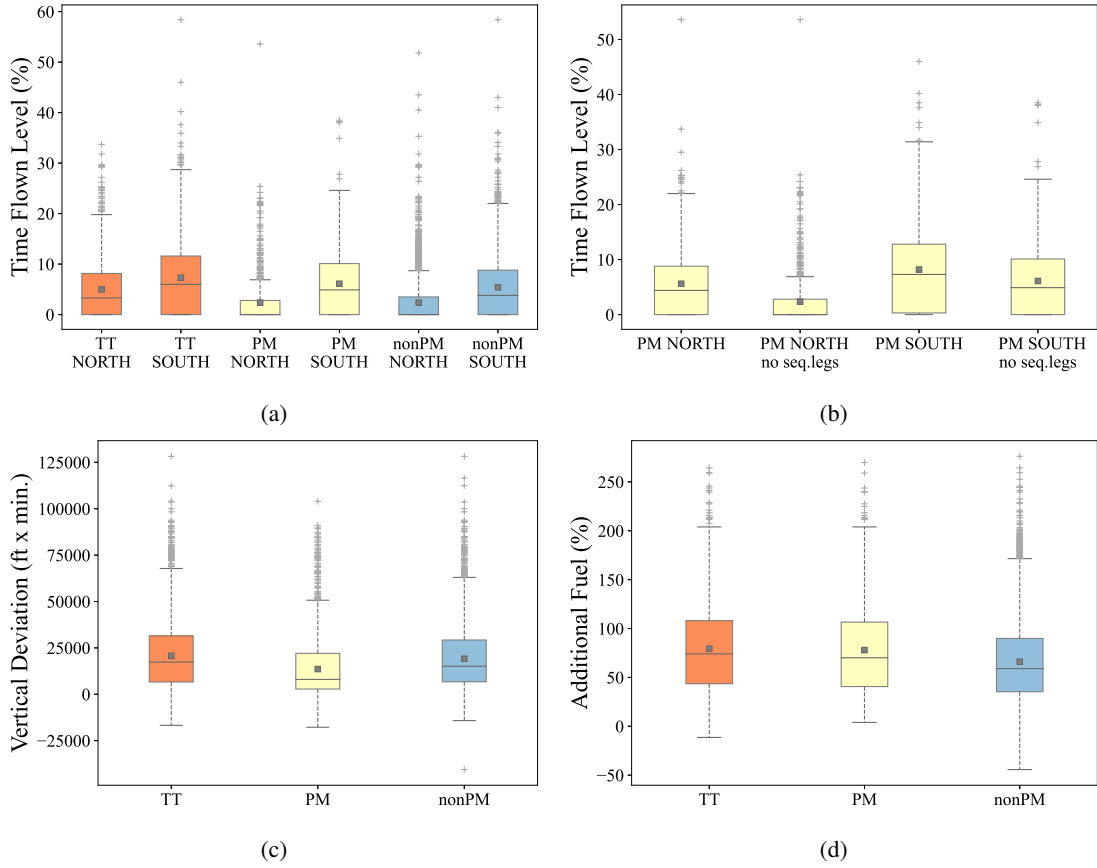 60
50
40
30
20
10
0
Time Flown Level (%)
TT
NORTH
TT
SOUTH
PM
NORTH
PM
SOUTH
nonPM
NORTH
nonPM
SOUTH
(a)
50
40
30
20
10
0
Time Flown Level (%)
PM NORTH
PM NORTH
no seq.legs
PM SOUTH
PM SOUTH
no seq.legs
(b)
125000
100000
75000
50000
25000
0
−25000
Vertical Deviation (ft x min.)
TT
PM
nonPM
(c)
250
200
150
100
50
0
−50
Additional Fuel (%)
TT
PM
nonPM
(d)